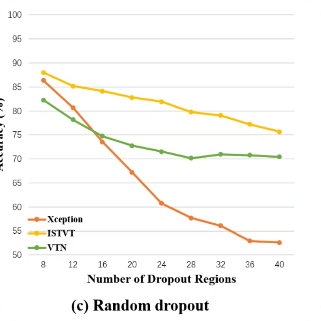 100
95
90
85
80
75
70
65
60
55
50
Accuracy (%)
Xception
ISTVT
VTN
8 12 16 20 24 28 32 36 40
Number of Dropout Regions
(c) Random dropout